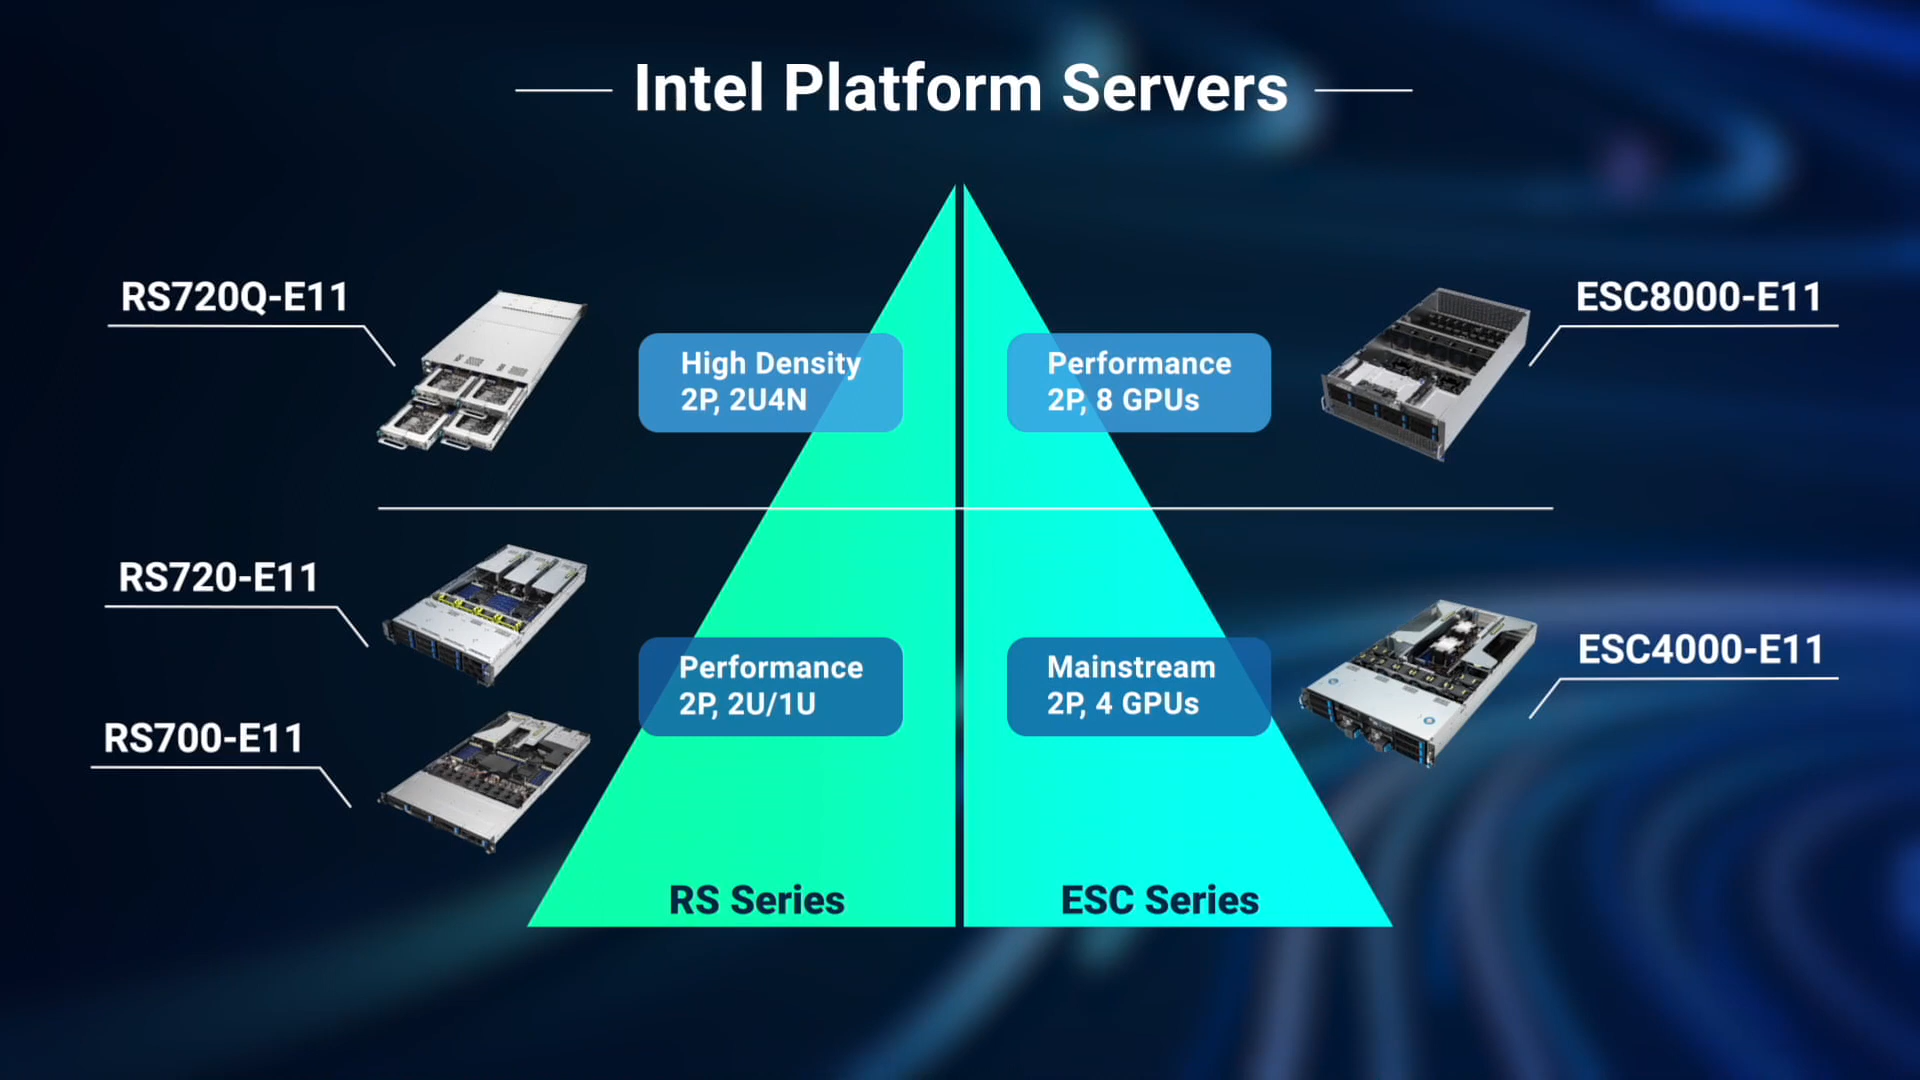 Intel Platform Servers
RS720Q-E11
High Density
2P, 2U4N
Performance
2P, 8 GPUs
ESC8000-E11
RS720-E11
RS700-E11
Performance
2P, 2U/1U
Mainstream
2P, 4 GPUs
ESC4000-E11
RS Series
ESC Series